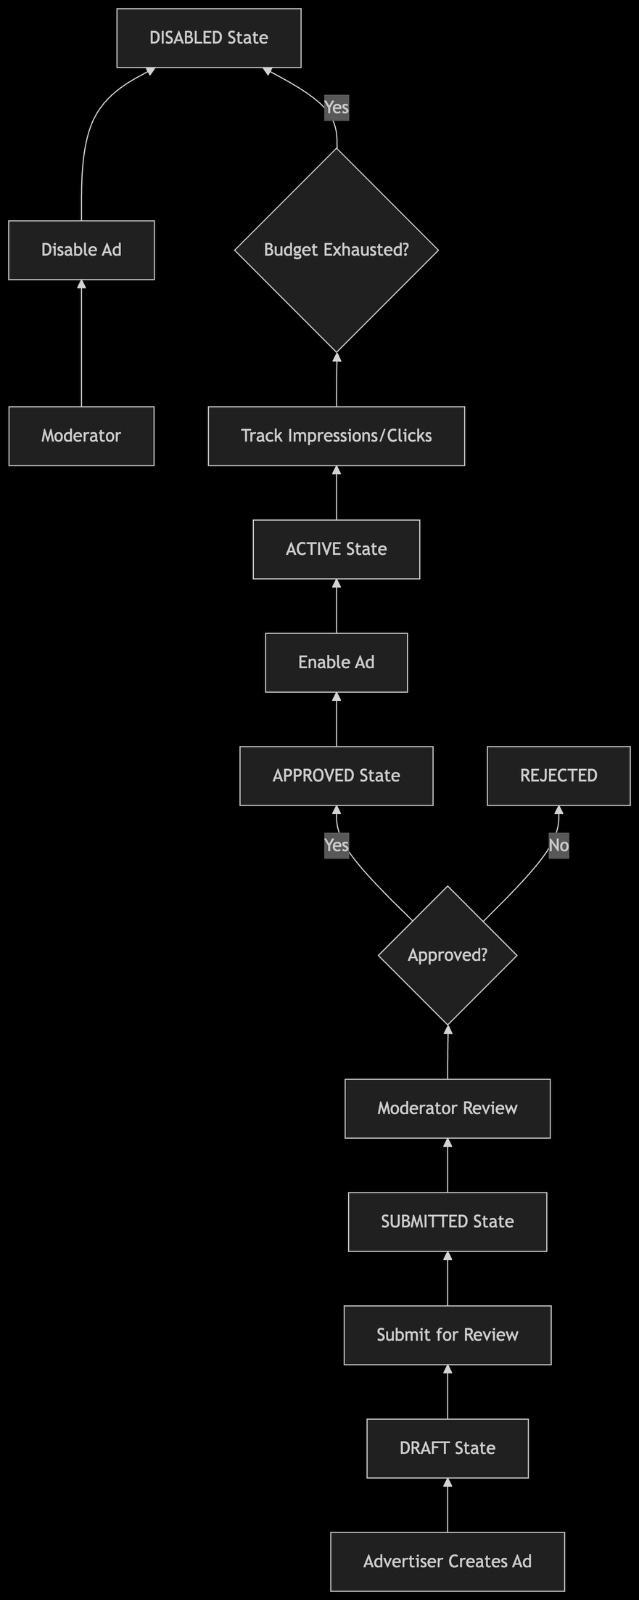 DISABLED State
Yes
Disable Ad
Budget Exhausted?
Moderator
Track Impressions/Clicks
ACTIVE State
Enable Ad
APPROVED State
REJECTED
Yes
No
Approved?
Moderator Review
SUBMITTED State
Submit for Review
DRAFT State
Advertiser Creates Ad